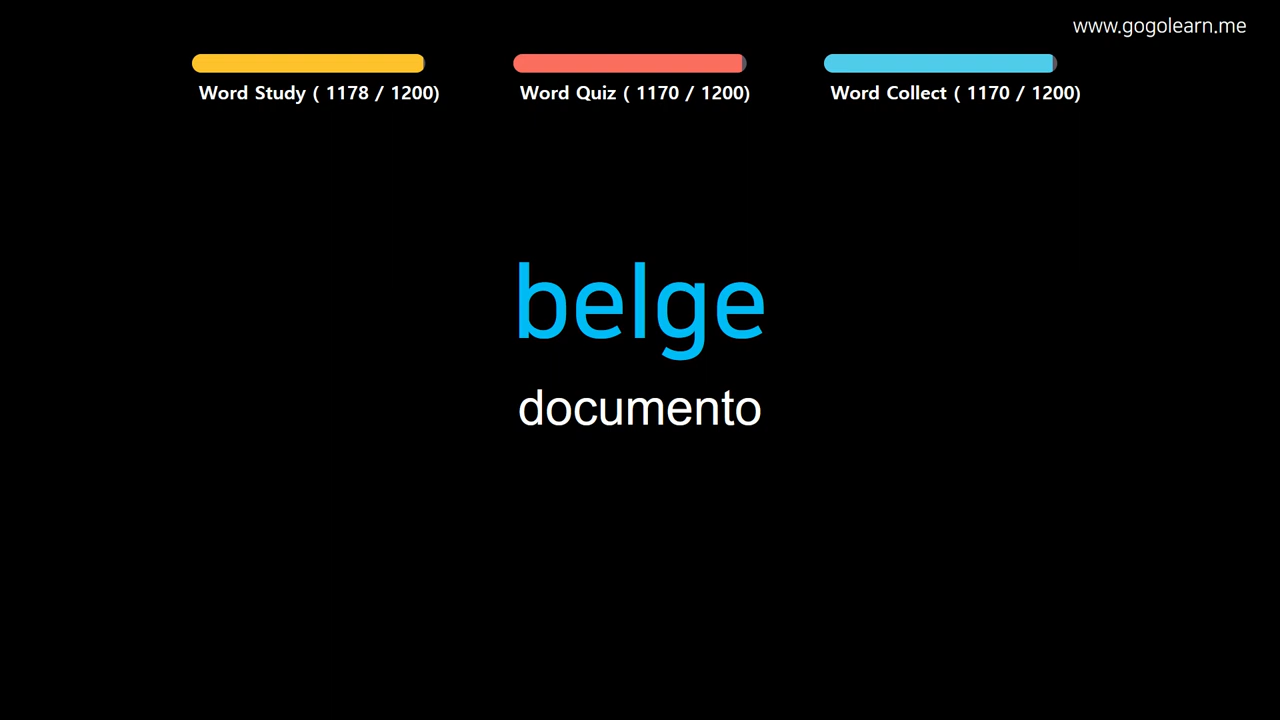 www.gogolearn.me
Word Study ( 1178 / 1200)
Word Quiz ( 1170 / 1200)
Word Collect ( 1170 / 1200)
belge
documento